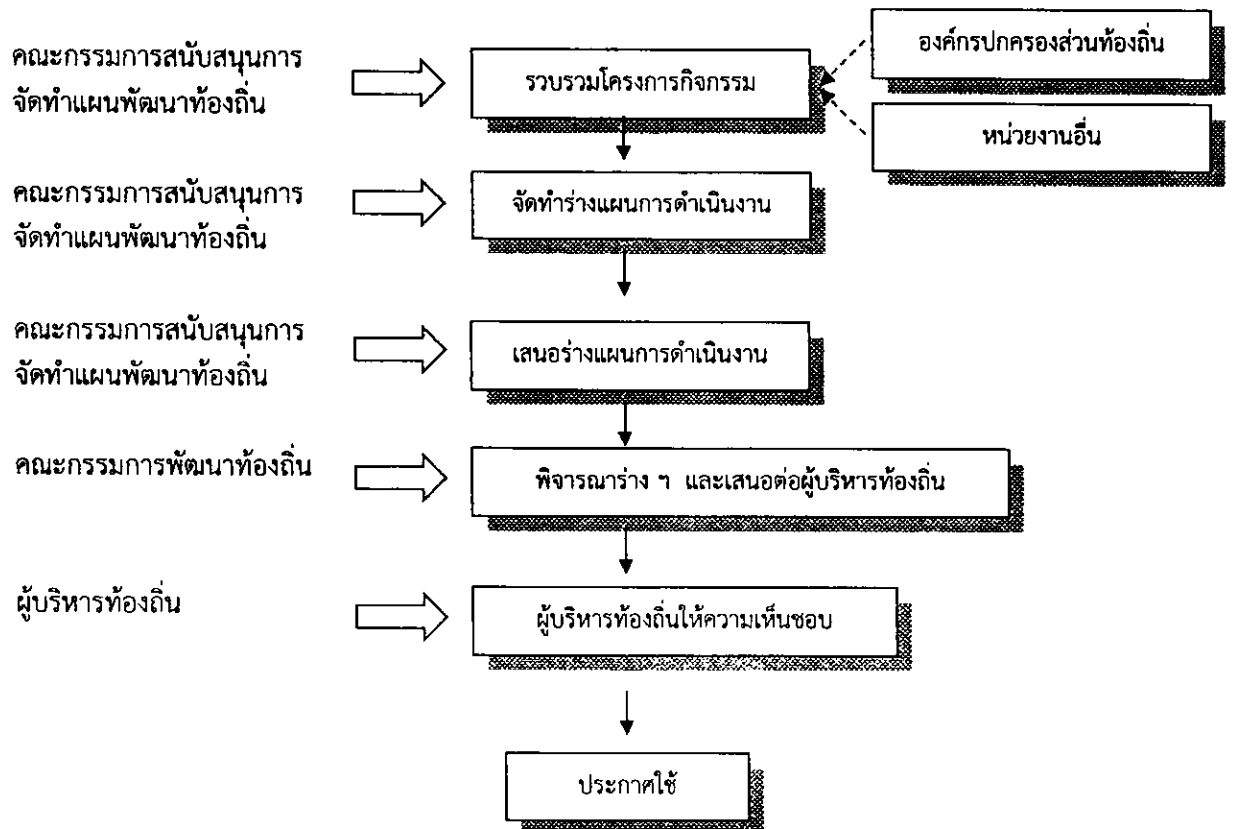 คณะกรรมการสนับสนุนการ
จัดทำแผนพัฒนาท้องถิ่น
รวบรวมโครงการกิจกรรม
องค์กรปกครองส่วนท้องถิ่น
หน่วยงานอื่น
คณะกรรมการสนับสนุนการ
จัดทำแผนพัฒนาท้องถิ่น
จัดทำร่างแผนการดำเนินงาน
คณะกรรมการสนับสนุนการ
จัดทำแผนพัฒนาท้องถิ่น
เสนอร่างแผนการดำเนินงาน
คณะกรรมการพัฒนาท้องถิ่น
พิจารณาร่าง ฯ และเสนอต่อผู้บริหารท้องถิ่น
ผู้บริหารท้องถิ่น
ผู้บริหารท้องถิ่นให้ความเห็นชอบ
ประกาศใช้